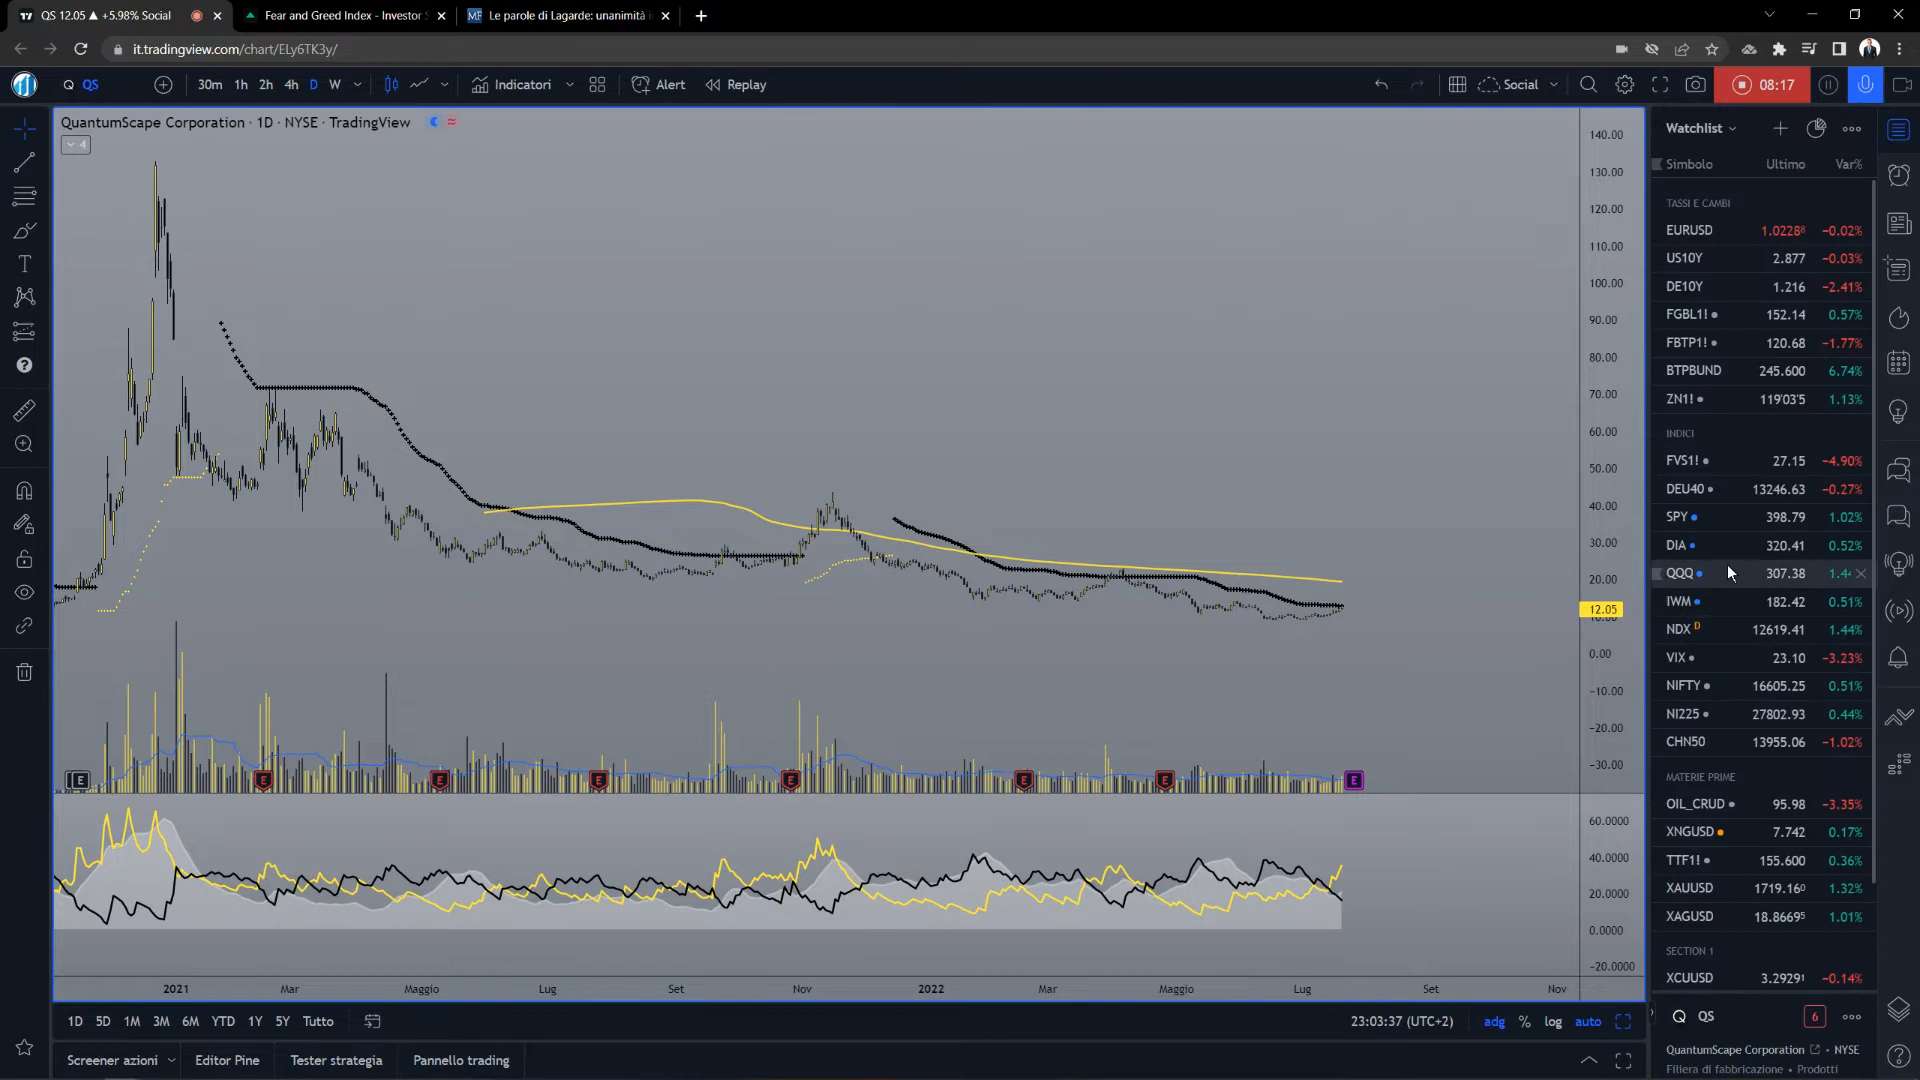 QS 12.05 ▲ +5.98% Social
Fear and Greed Index - Investor S
MF Le parole di Lagarde: unanimità i
it.tradingview.com/chart/ELy6TK3y/
QS 30m 1h 2h 4h D W Indicatori Alert Replay Social 08:17
QuantumScape Corporation · 1D · NYSE · TradingView
4
140.00
130.00
120.00
110.00
100.00
90.00
80.00
70.00
60.00
50.00
40.00
30.00
20.00
12.05
10.00
0.00
−10.00
−20.00
−30.00
E E E E E E E E
60.0000
40.0000
20.0000
0.0000
−20.0000
2021 Mar Maggio Lug Set Nov 2022 Mar Maggio Lug Set Nov
1D 5D 1M 3M 6M YTD 1Y 5Y Tutto
23:03:37 (UTC+2) adg % log auto
Screener azioni Editor Pine Tester strategia Pannello trading
Watchlist
Simbolo Ultimo Var%
TASSI E CAMBI
EURUSD 1.0228⁸ −0.02%
US10Y 2.877 −0.03%
DE10Y 1.216 −2.41%
FGBL1! 152.14 0.57%
FBTP1! 120.68 −1.77%
BTPBUND 245.600 6.74%
ZN1! 119'03'5 1.13%
INDICI
FVS1! 27.15 −4.90%
DEU40 13246.63 −0.27%
SPY 398.79 1.02%
DIA 320.41 0.52%
QQQ 307.38 1.44
IWM 182.42 0.51%
NDX D 12619.41 1.44%
VIX 23.10 −3.23%
NIFTY 16605.25 0.51%
NI225 27802.93 0.44%
CHN50 13955.06 −1.02%
MATERIE PRIME
OIL_CRUD 95.98 −3.35%
XNGUSD 7.742 0.17%
TTF1! 155.600 0.36%
XAUUSD 1719.16⁰ 1.32%
XAGUSD 18.8669⁵ 1.01%
SECTION 1
XCUUSD 3.2929¹ −0.14%
QS 6
QuantumScape Corporation • NYSE
Filiera di fabbricazione • Prodotti